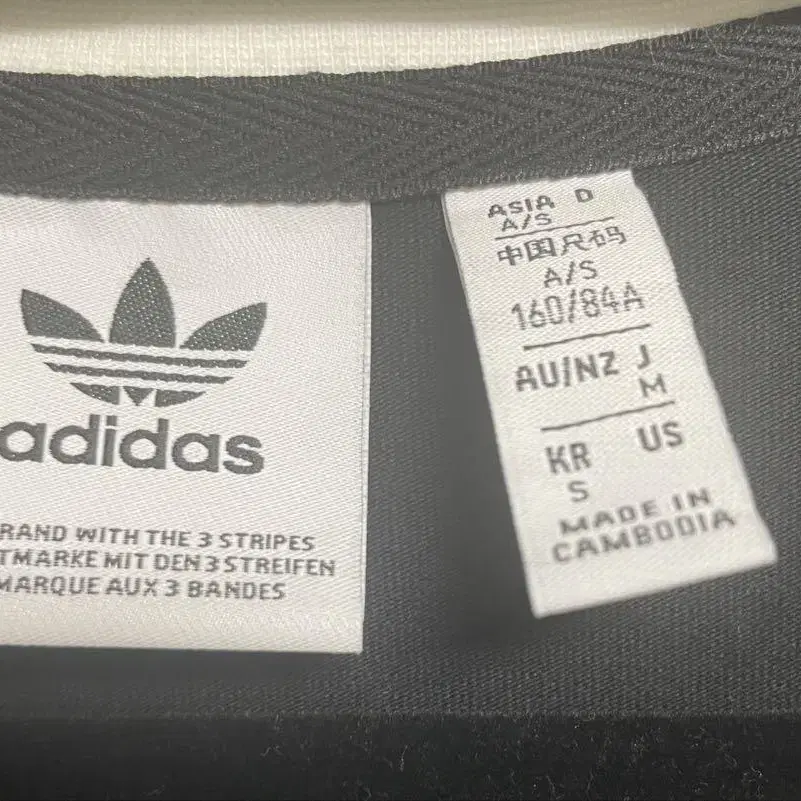 adidas
RAND WITH THE 3 STRIPES
TMARKE MIT DEN 3 STREIFEN
MARQUE AUX 3 BANDES
ASIA D
A/S
中国尺码
A/S
160/84A
AU/NZ J
M
KR US
S
MADE IN
CAMBODIA